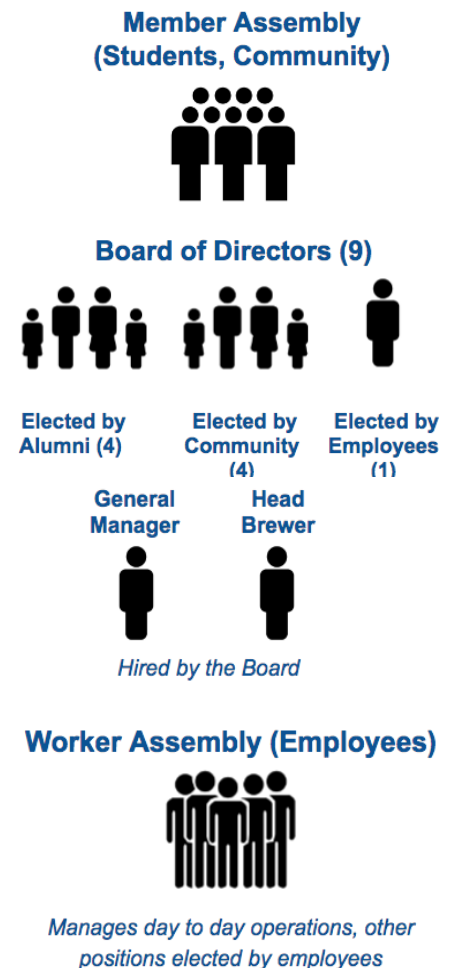 Member Assembly
(Students, Community)
Board of Directors (9)
Elected by
Alumni (4)
Elected by
Community
(4)
Elected by
Employees
(1)
General
Manager
Head
Brewer
Hired by the Board
Worker Assembly (Employees)
Manages day to day operations, other
positions elected by employees